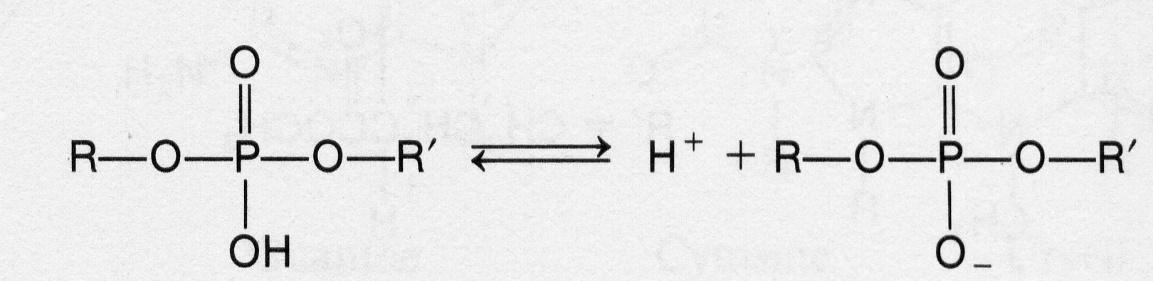 O O
R—O—P—O—R′ ⇌ H⁺ + R—O—P—O—R′
OH O₋